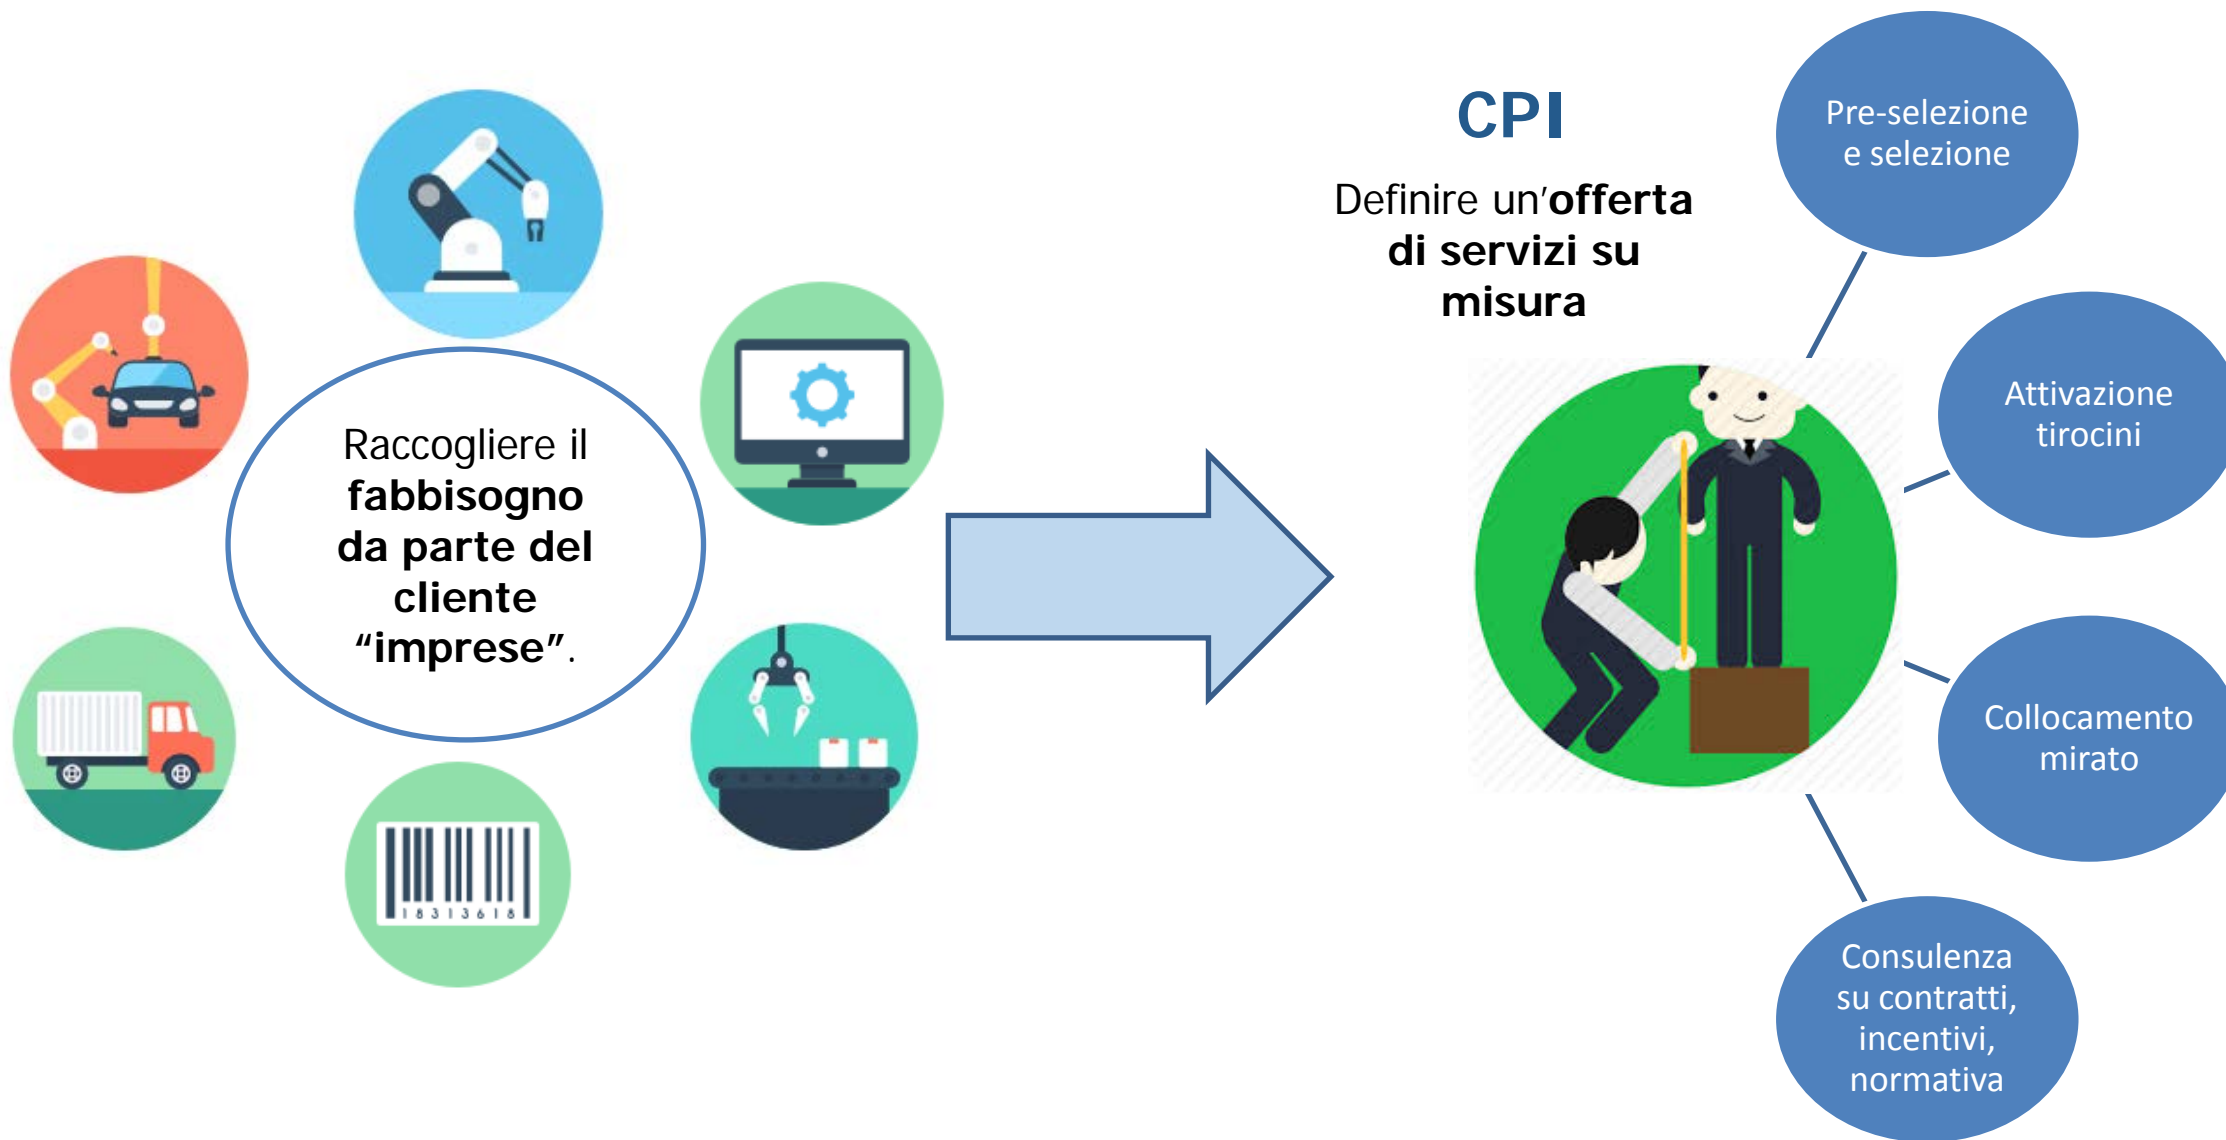 Raccogliere il
fabbisogno
da parte del
cliente
“imprese”.
18313618
CPI
Definire un’offerta
di servizi su
misura
Pre-selezione
e selezione
Attivazione
tirocini
Collocamento
mirato
Consulenza
su contratti,
incentivi,
normativa